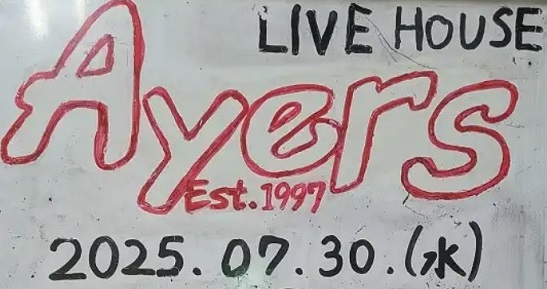 LIVE HOUSE
Ayers
Est.1997
2025.07.30.(水)